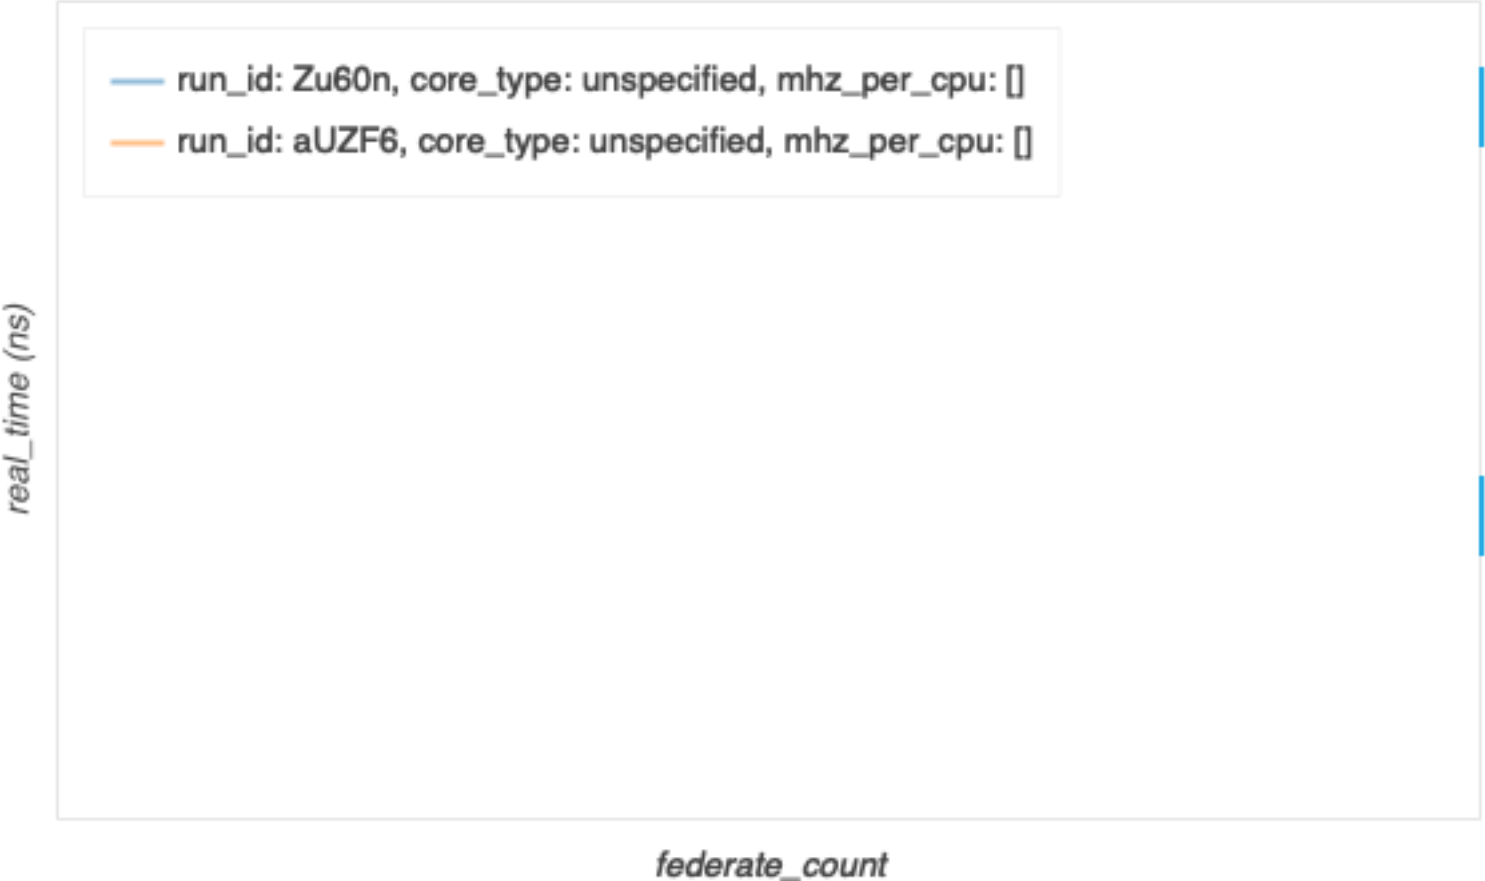 run_id: Zu60n, core_type: unspecified, mhz_per_cpu: []
run_id: aUZF6, core_type: unspecified, mhz_per_cpu: []
real_time (ns)
federate_count